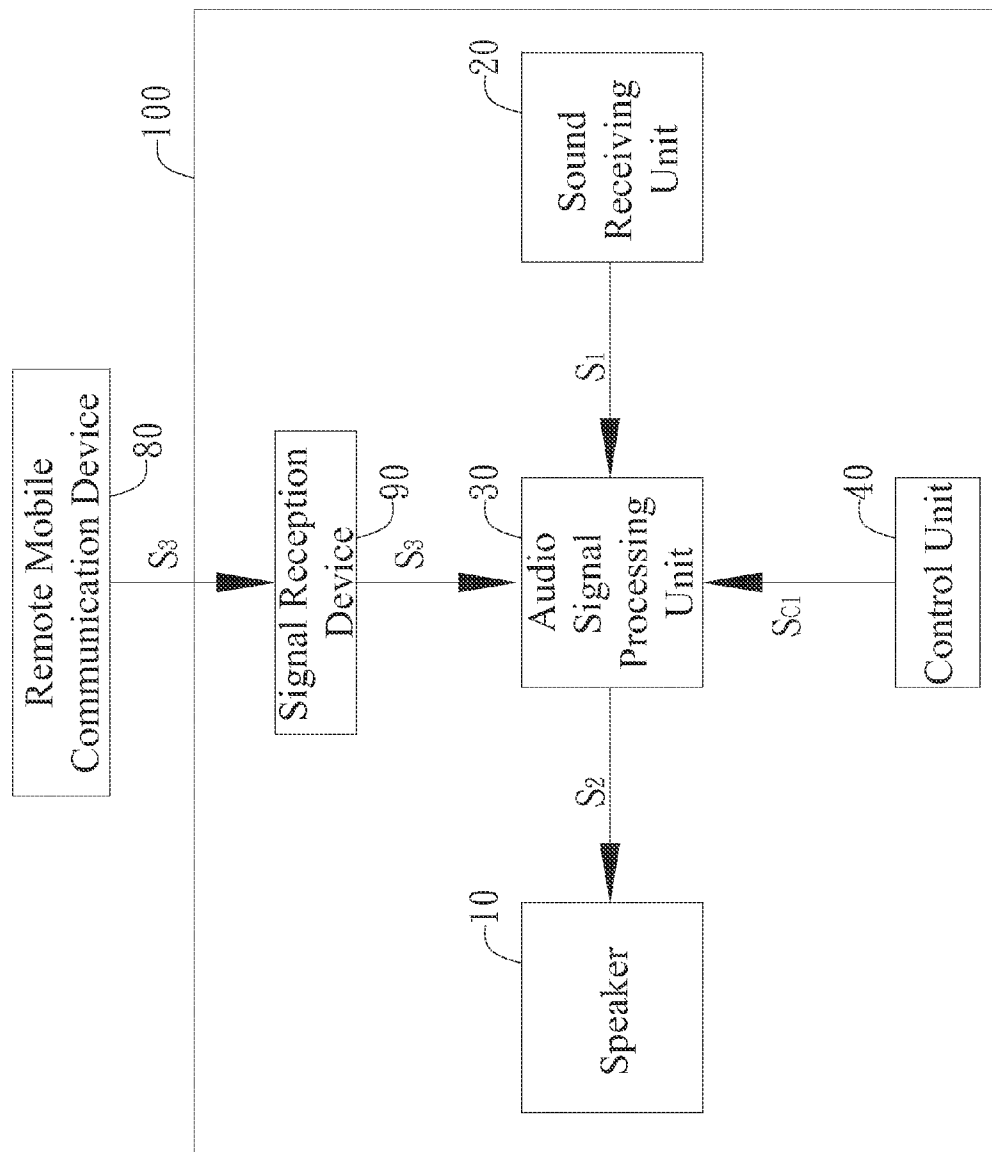 Remote Mobile
Communication Device
80
100
S3
Signal Reception
Device
90
S3
Speaker
10
S2
Audio
Signal
Processing
Unit
30
S1
Sound
Receiving
Unit
20
SC1
Control Unit
40